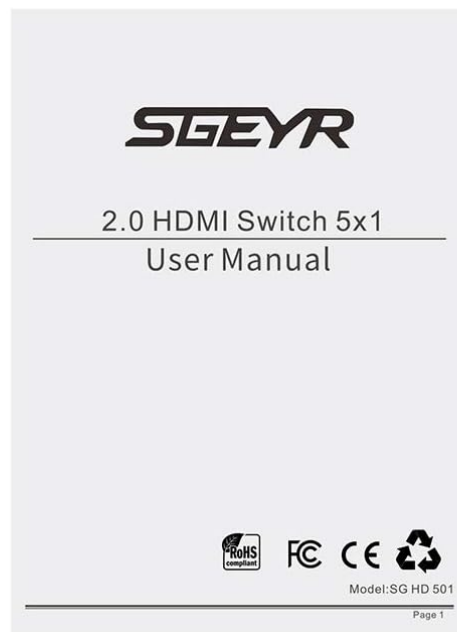 SGEYR
2.0 HDMI Switch 5x1
User Manual
RoHS
compliant
FC CE
Model:SG HD 501
Page 1